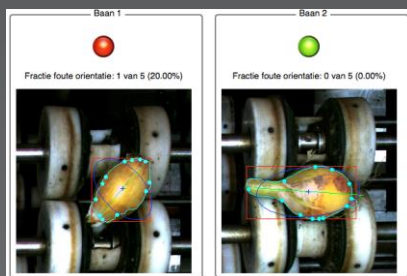 Baan 1
Fractie foute orientatie: 1 van 5 (20.00%)
Baan 2
Fractie foute orientatie: 0 van 5 (0.00%)